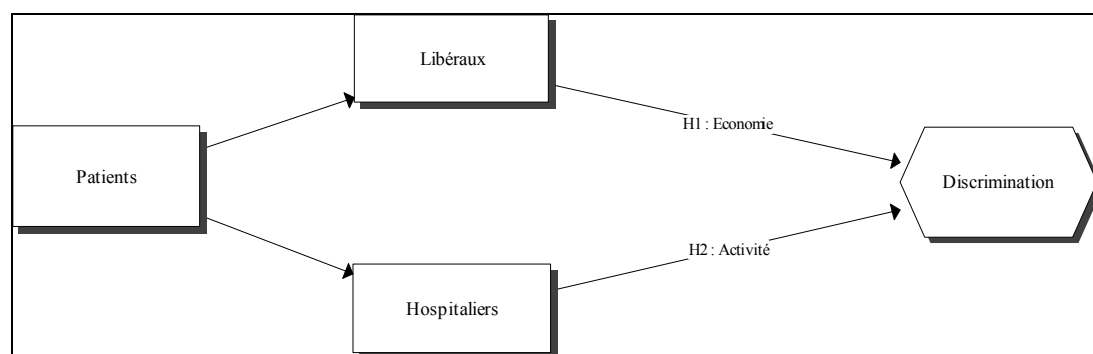 Libéraux
H1 : Economie
Patients
Discrimination
H2 : Activité
Hospitaliers